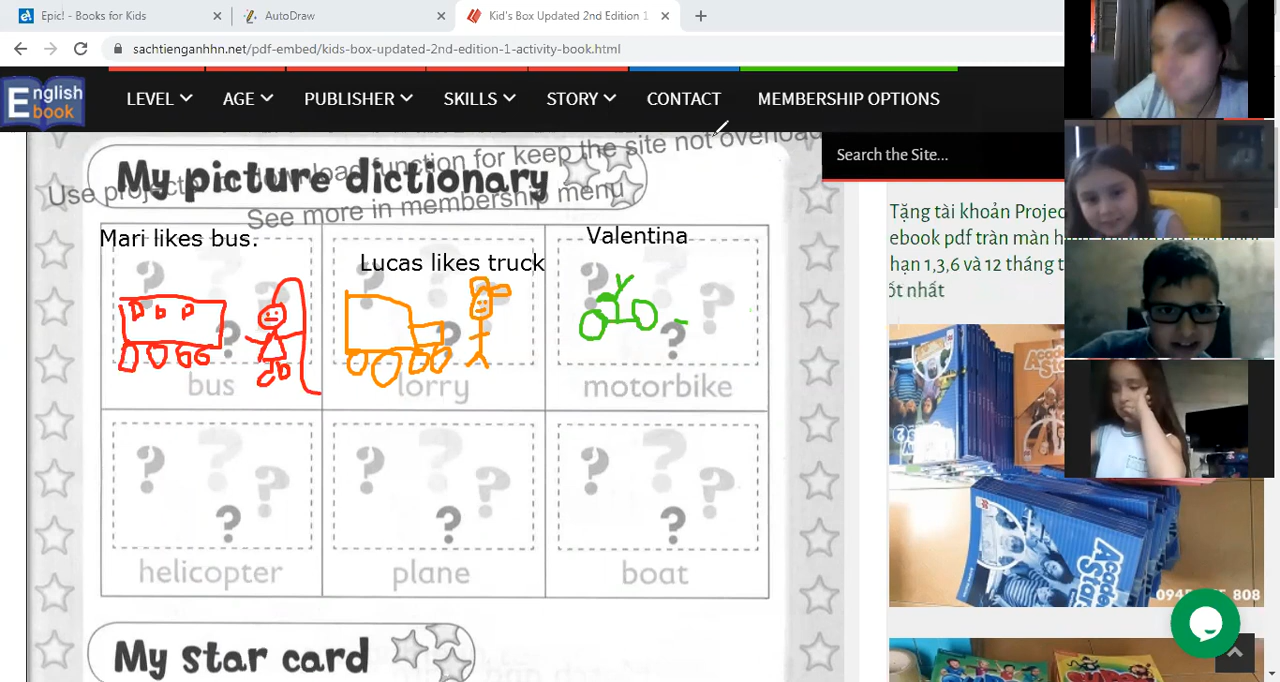 Epic! - Books for Kids
AutoDraw
Kid's Box Updated 2nd Edition 1
sachtienganhhn.net/pdf-embed/kids-box-updated-2nd-edition-1-activity-book.html
English
Ebook
LEVEL AGE PUBLISHER SKILLS STORY CONTACT MEMBERSHIP OPTIONS
Search the Site...
Use project download function for keep the site not overload
See more in membership menu
My picture dictionary
Mari likes bus.
Lucas likes truck
Valentina
bus lorry motorbike
helicopter plane boat
My star card
Tặng tài khoản Projec
ebook pdf tràn màn
hạn 1,3,6 và 12 tháng t
ốt nhất
Academy
Stars
808